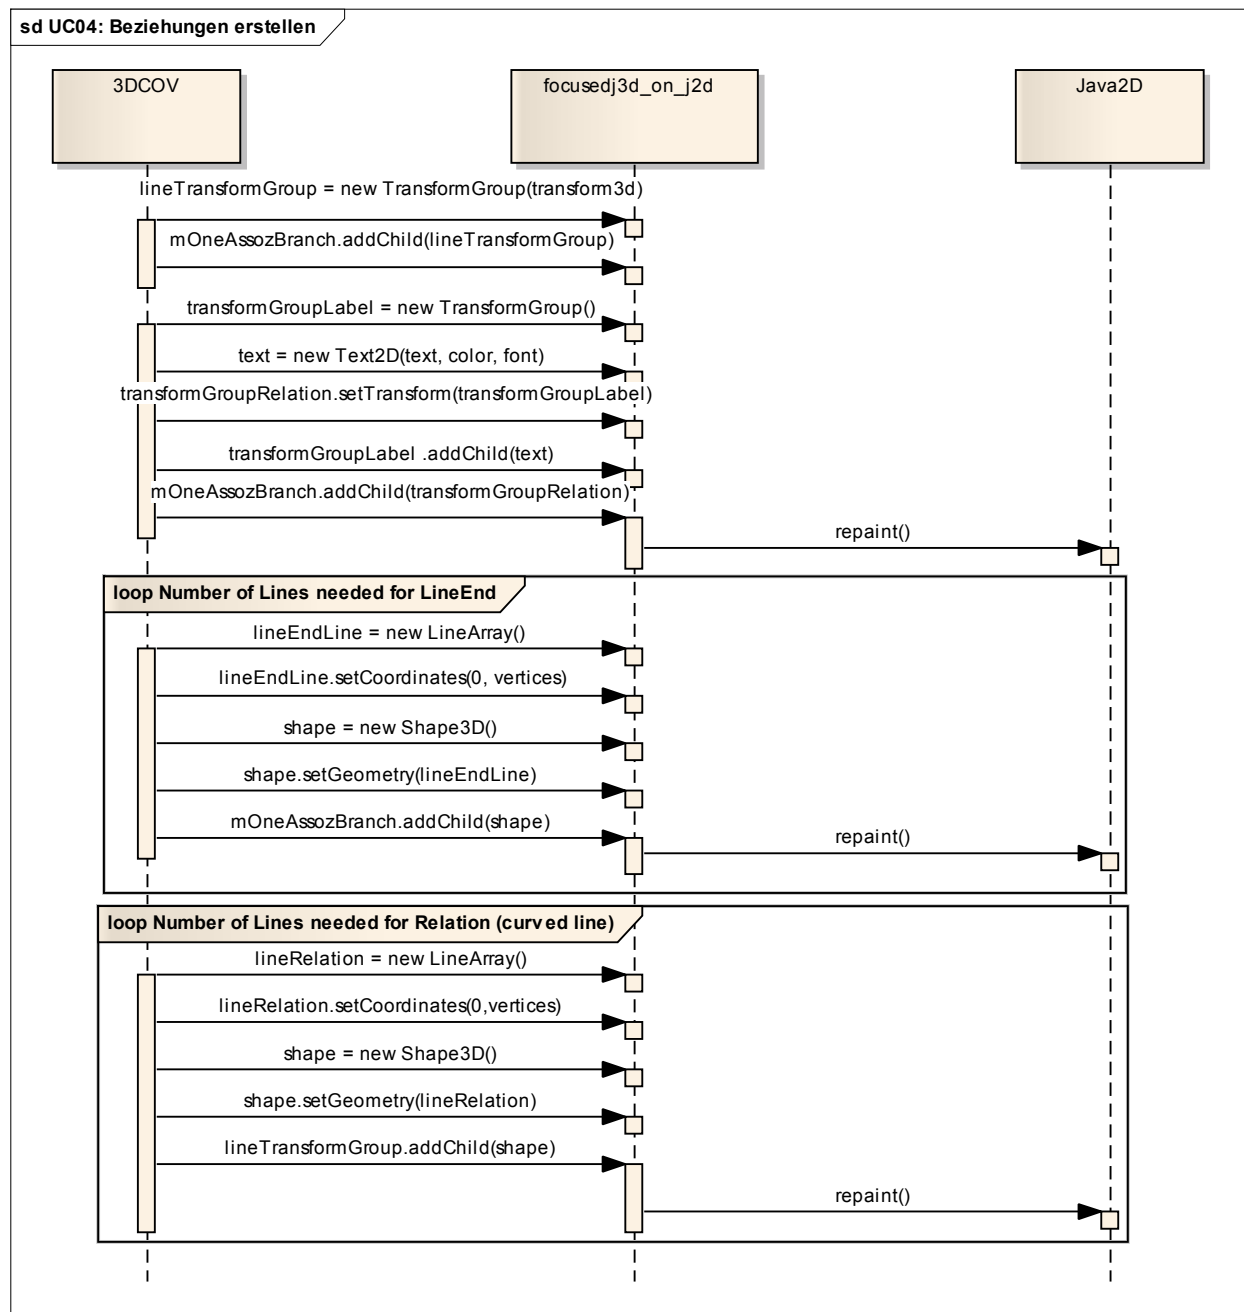 sd UC04: Beziehungen erstellen
3DCOV
focusedj3d_on_j2d
Java2D
lineTransformGroup = new TransformGroup(transform3d)
mOneAssozBranch.addChild(lineTransformGroup)
transformGroupLabel = new TransformGroup()
text = new Text2D(text, color, font)
transformGroupRelation.setTransform(transformGroupLabel)
transformGroupLabel .addChild(text)
mOneAssozBranch.addChild(transformGroupRelation)
repaint()
loop Number of Lines needed for LineEnd
lineEndLine = new LineArray()
lineEndLine.setCoordinates(0, vertices)
shape = new Shape3D()
shape.setGeometry(lineEndLine)
mOneAssozBranch.addChild(shape)
repaint()
loop Number of Lines needed for Relation (curved line)
lineRelation = new LineArray()
lineRelation.setCoordinates(0,vertices)
shape = new Shape3D()
shape.setGeometry(lineRelation)
lineTransformGroup.addChild(shape)
repaint()